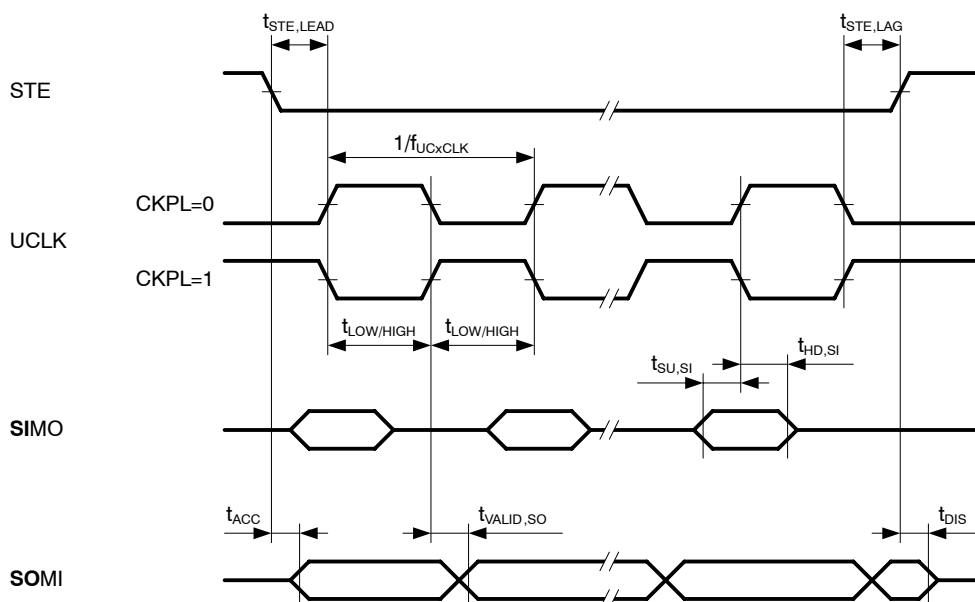 tSTE,LEAD
tSTE,LAG
STE
1/fUCxCLK
CKPL=0
UCLK
CKPL=1
tLOW/HIGH
tLOW/HIGH
tSU,SI
tHD,SI
SIMO
tACC
tVALID,SO
tDIS
SOMI